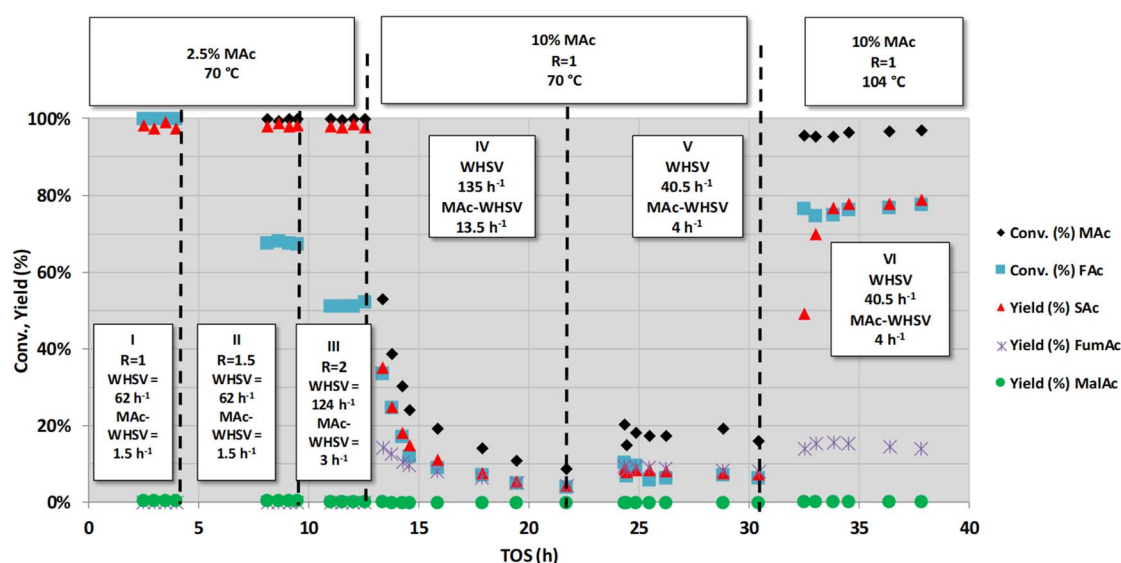 2.5% MAc
70 °C
10% MAc
R=1
70 °C
10% MAc
R=1
104 °C
Conv., Yield (%)
100%
80%
60%
40%
20%
0%
I
R=1
WHSV =
62 h-1
MAc-
WHSV =
1.5 h-1
II
R=1.5
WHSV =
62 h-1
MAc-
WHSV =
1.5 h-1
III
R=2
WHSV =
124 h-1
MAc-
WHSV =
3 h-1
IV
WHSV
135 h-1
MAc-WHSV
13.5 h-1
V
WHSV
40.5 h-1
MAc-WHSV
4 h-1
VI
WHSV
40.5 h-1
MAc-WHSV
4 h-1
Conv. (%) MAc
Conv. (%) FAc
Yield (%) SAc
Yield (%) FumAc
Yield (%) MalAc
0 5 10 15 20 25 30 35 40
TOS (h)